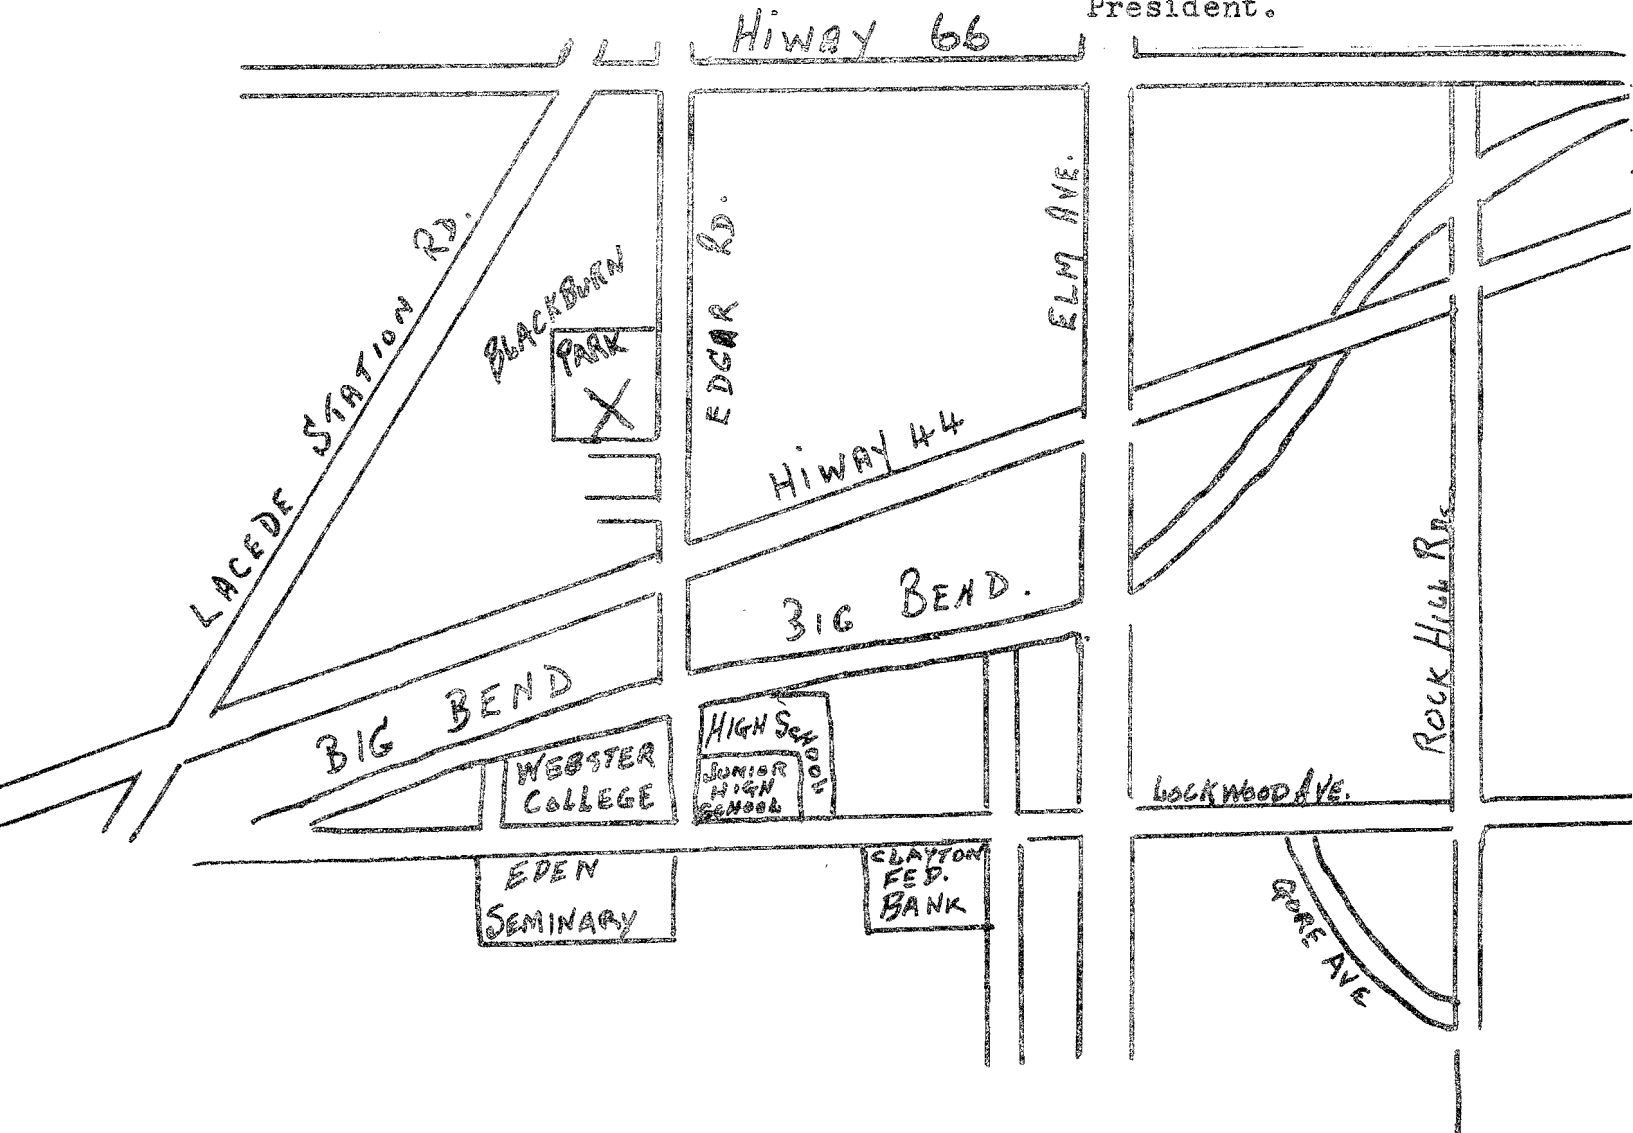 President.
HIWAY 66
LACEDE STATION RD.
BLACKBURN
PARK
X
EDGAR RD.
ELM AVE.
HIWAY 44
BIG BEND.
BIG BEND
ROCK HILL RD.
HIGH SCHOOL
WEBSTER
COLLEGE
JUNIOR
HIGH
SCHOOL
LOCKWOOD AVE.
EDEN
SEMINARY
CLAYTON
FED.
BANK
GORE AVE